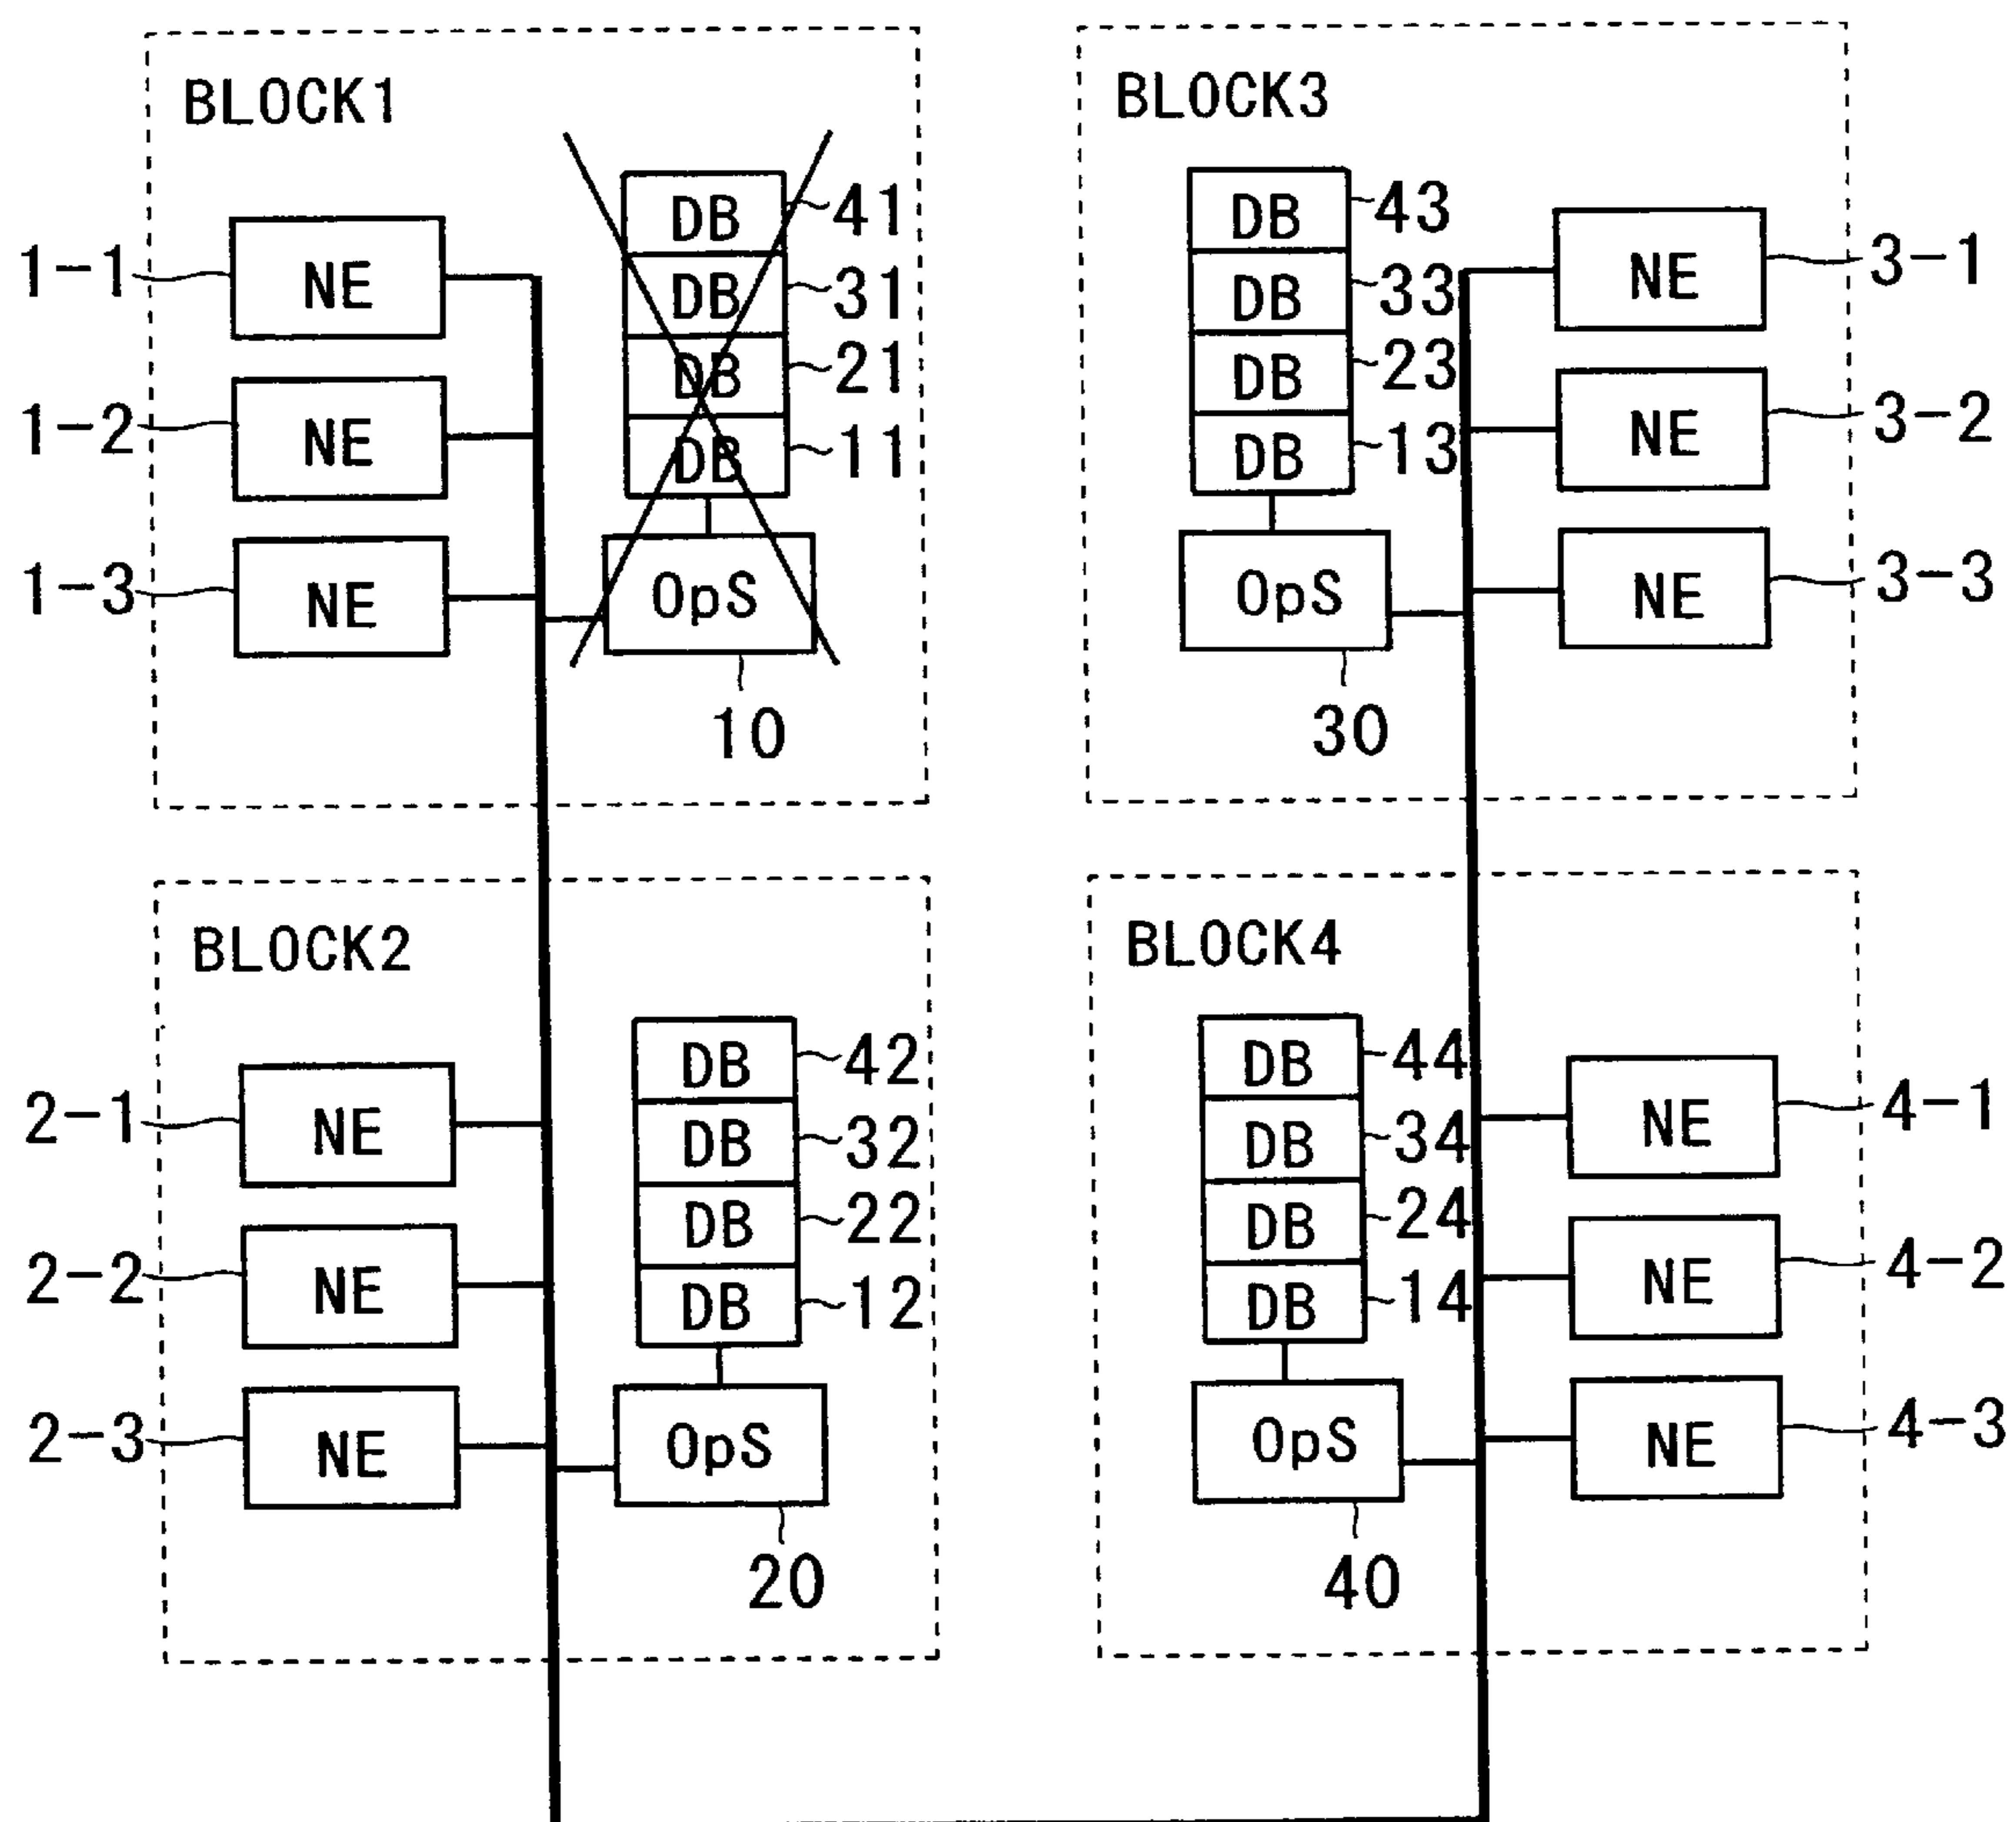 BLOCK1
DB 41
1-1 NE
DB 31
DB 21
1-2 NE
DB 11
1-3 NE
OpS
10
BLOCK3
DB 43
NE 3-1
DB 33
DB 23
NE 3-2
DB 13
OpS
NE 3-3
30
BLOCK2
DB 42
2-1 NE
DB 32
DB 22
2-2 NE
DB 12
2-3 NE
OpS
20
BLOCK4
DB 44
NE 4-1
DB 34
DB 24
NE 4-2
DB 14
OpS
NE 4-3
40